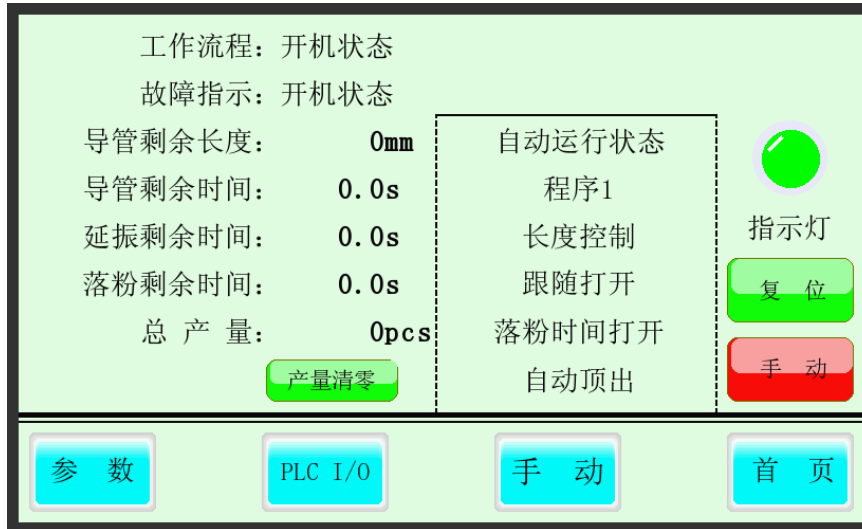 工作流程：开机状态
故障指示：开机状态
导管剩余长度： 0mm
导管剩余时间： 0.0s
延振剩余时间： 0.0s
落粉剩余时间： 0.0s
总 产 量： 0pcs
产量清零
自动运行状态
程序1
长度控制
跟随打开
落粉时间打开
自动顶出
指示灯
复 位
手 动
参 数
PLC I/O
手 动
首 页